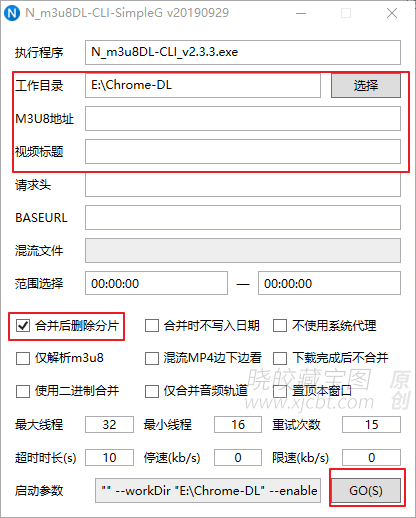 N_m3u8DL-CLI-SimpleG v20190929
执行程序 N_m3u8DL-CLI_v2.3.3.exe
工作目录 E:\Chrome-DL 选择
M3U8地址
视频标题
请求头
BASEURL
混流文件
范围选择 00:00:00 — 00:00:00
合并后删除分片 合并时不写入日期 不使用系统代理
仅解析m3u8 混流MP4边下边看 下载完成后不合并
使用二进制合并 仅合并音频轨道 置顶本窗口
晓胶藏宝图 原创
www.xjcbt.com
最大线程 32 最小线程 16 重试次数 15
超时时长(s) 10 停速(kb/s) 0 限速(kb/s) 0
启动参数 "" --workDir "E:\Chrome-DL" --enable GO(S)